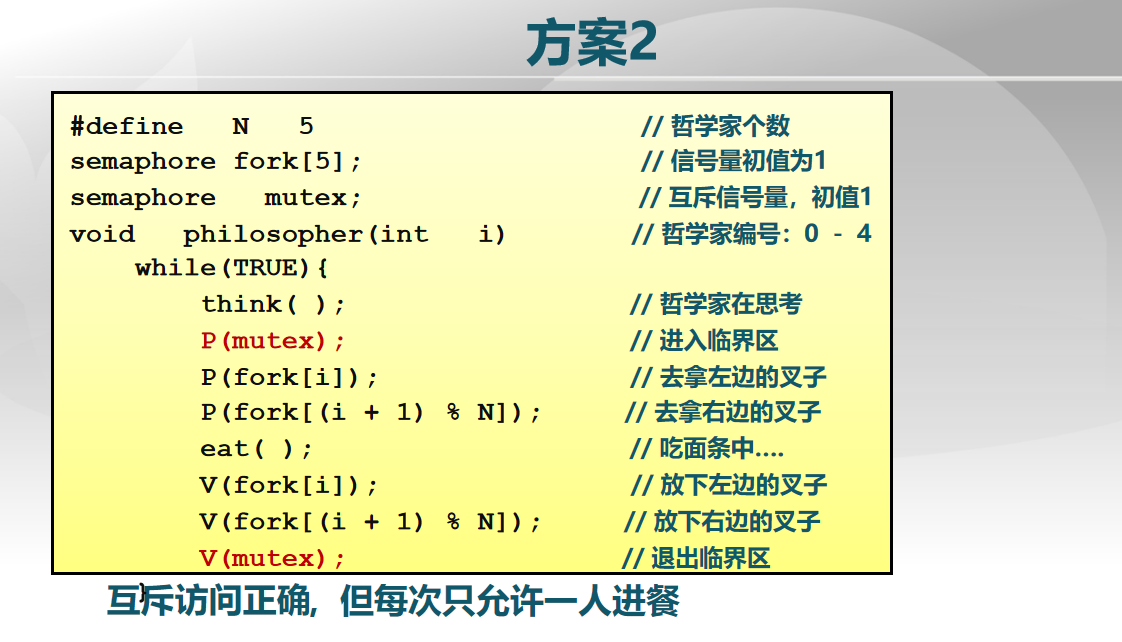 方案2
#define N 5 // 哲学家个数
semaphore fork[5]; // 信号量初值为1
semaphore mutex; // 互斥信号量，初值1
void philosopher(int i) // 哲学家编号：0 - 4
while(TRUE){
think( ); // 哲学家在思考
P(mutex); // 进入临界区
P(fork[i]); // 去拿左边的叉子
P(fork[(i + 1) % N]); // 去拿右边的叉子
eat( ); // 吃面条中....
V(fork[i]); // 放下左边的叉子
V(fork[(i + 1) % N]); // 放下右边的叉子
V(mutex); // 退出临界区
}
互斥访问正确，但每次只允许一人进餐